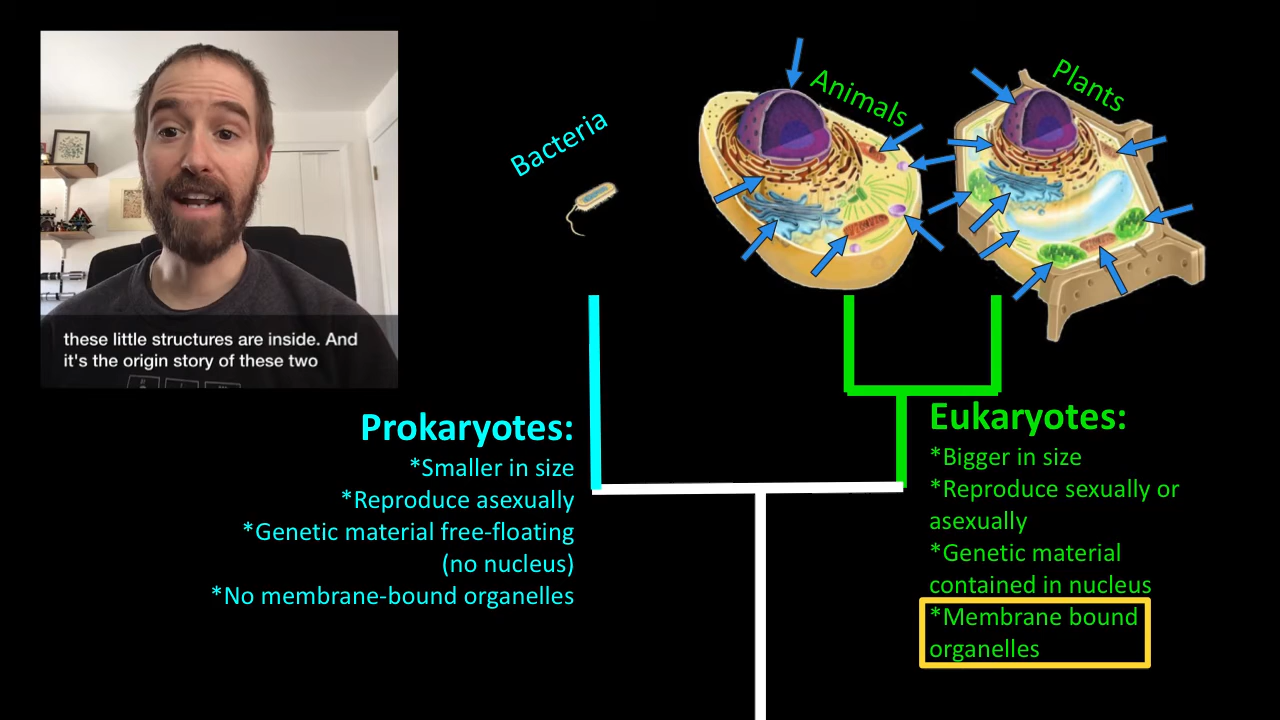 Bacteria
Animals
Plants
these little structures are inside. And
it's the origin story of these two
Prokaryotes:
*Smaller in size
*Reproduce asexually
*Genetic material free-floating
(no nucleus)
*No membrane-bound organelles
Eukaryotes:
*Bigger in size
*Reproduce sexually or
asexually
*Genetic material
contained in nucleus
*Membrane bound
organelles